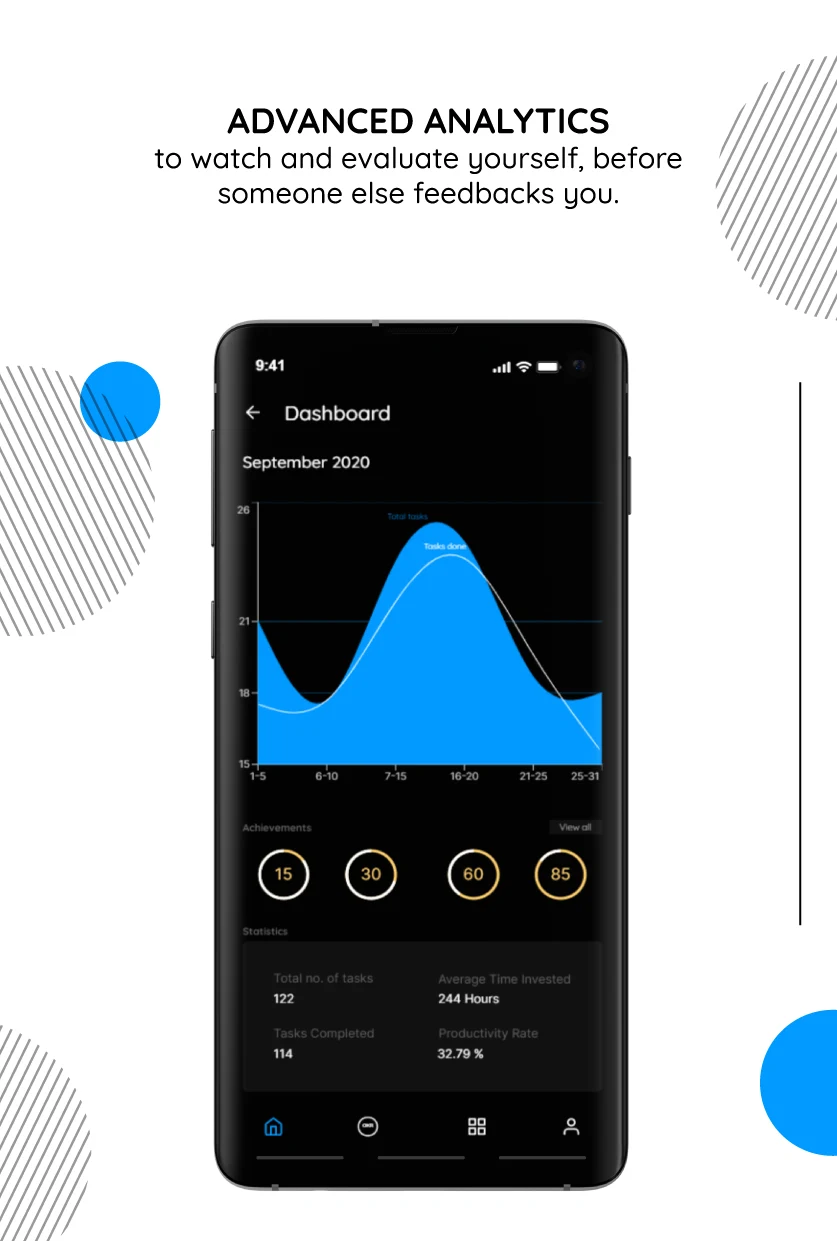 ADVANCED ANALYTICS
to watch and evaluate yourself, before
someone else feedbacks you.
9:41
Dashboard
September 2020
26
Total tasks
Tasks done
21
18
15
1-5 6-10 7-15 16-20 21-25 25-31
Achievements View all
15 30 60 85
Statistics
Total no. of tasks Average Time Invested
122 244 Hours
Tasks Completed Productivity Rate
114 32.79 %
OKR